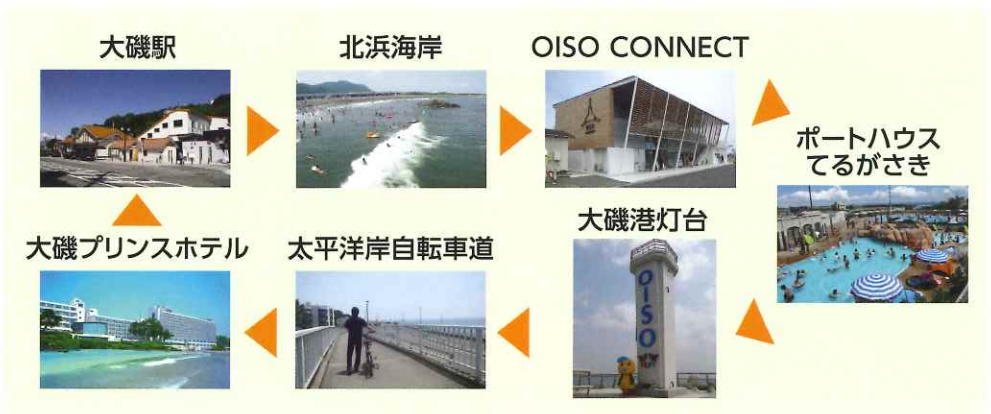 大磯駅
北浜海岸
OISO CONNECT
ポートハウス
てるがさき
大磯港灯台
OISO
太平洋岸自転車道
大磯プリンスホテル